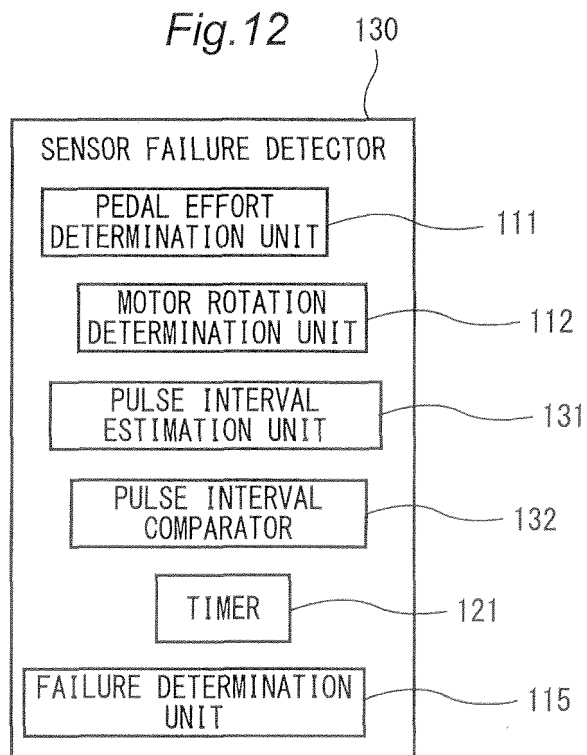 Fig.12
130
SENSOR FAILURE DETECTOR
PEDAL EFFORT
DETERMINATION UNIT
111
MOTOR ROTATION
DETERMINATION UNIT
112
PULSE INTERVAL
ESTIMATION UNIT
131
PULSE INTERVAL
COMPARATOR
132
TIMER
121
FAILURE DETERMINATION
UNIT
115